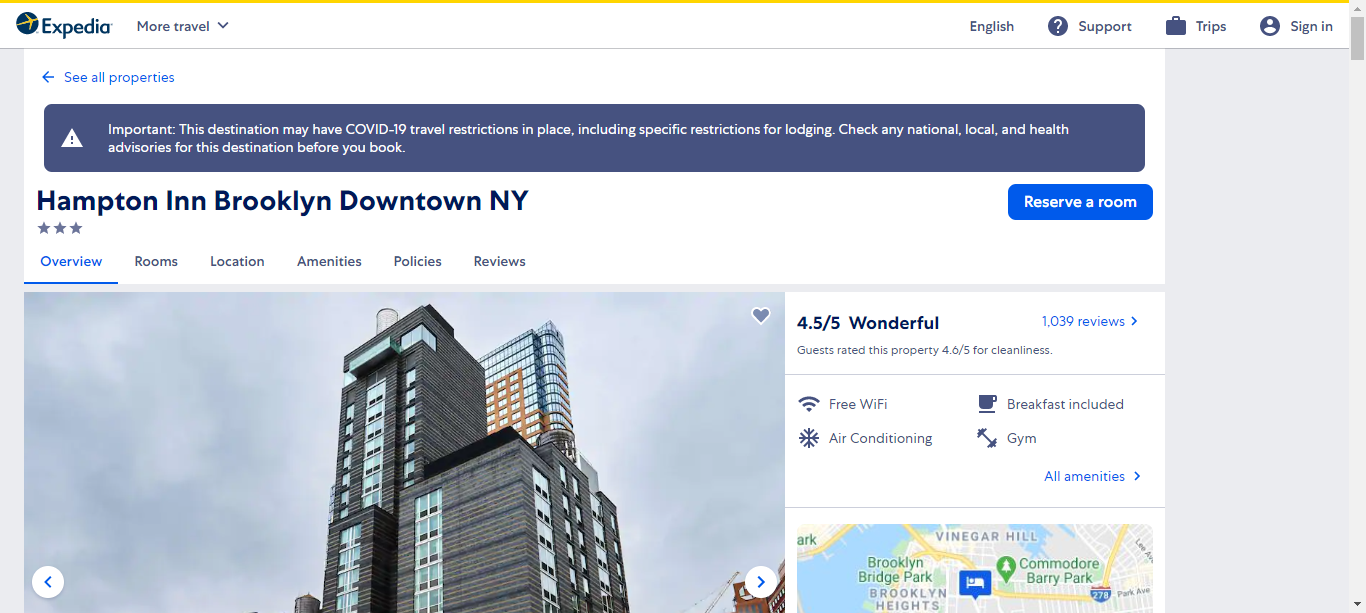 Expedia
More travel
English
Support
Trips
Sign in
See all properties
Important: This destination may have COVID-19 travel restrictions in place, including specific restrictions for lodging. Check any national, local, and health
advisories for this destination before you book.
Hampton Inn Brooklyn Downtown NY
Reserve a room
Overview
Rooms
Location
Amenities
Policies
Reviews
4.5/5 Wonderful
1,039 reviews
Guests rated this property 4.6/5 for cleanliness.
Free WiFi
Breakfast included
Air Conditioning
Gym
All amenities
ark
VINEGAR HILL
Brooklyn
Bridge Park
Commodore
Barry Park
BROOKLYN
HEIGHTS
278
Park Ave